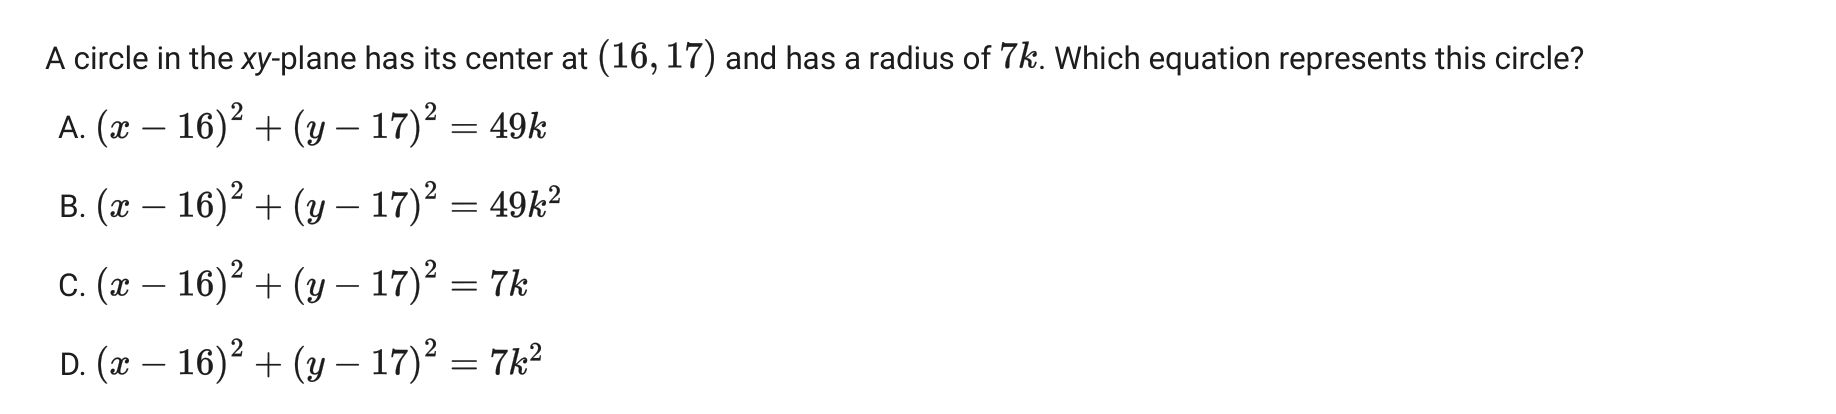 A circle in the xy-plane has its center at (16, 17) and has a radius of 7k. Which equation represents this circle?
A. (x − 16)² + (y − 17)² = 49k
B. (x − 16)² + (y − 17)² = 49k²
C. (x − 16)² + (y − 17)² = 7k
D. (x − 16)² + (y − 17)² = 7k²